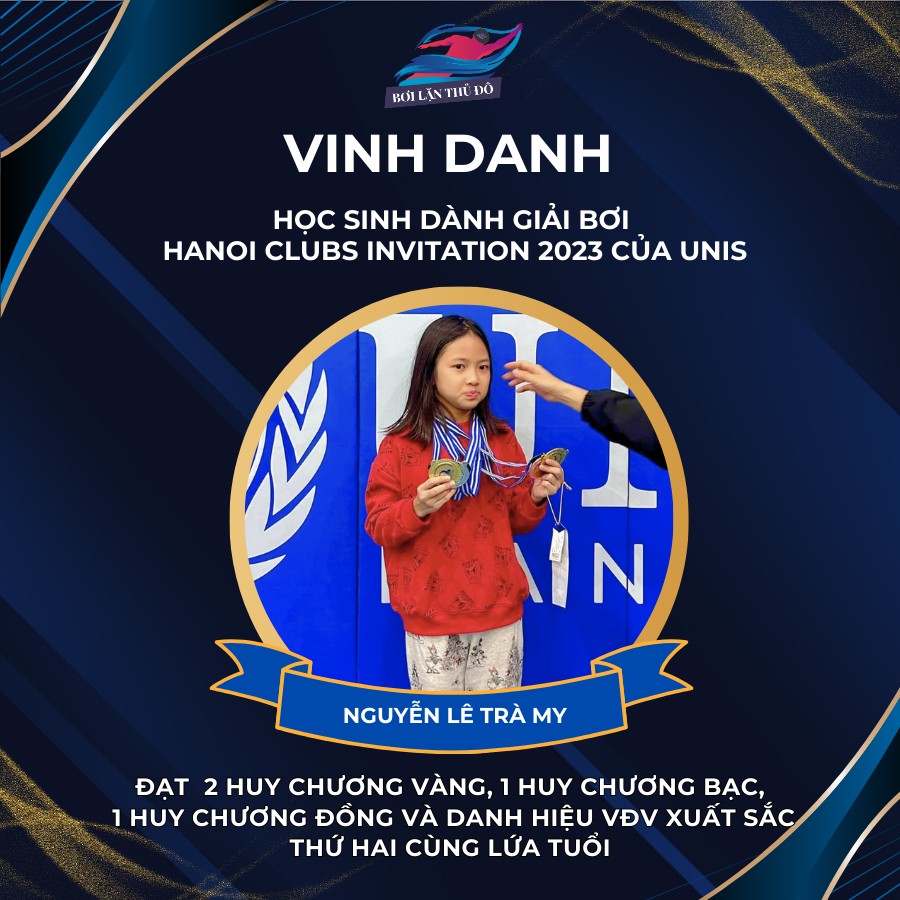 BƠI LẶN THỦ ĐÔ
VINH DANH
HỌC SINH DÀNH GIẢI BƠI
HANOI CLUBS INVITATION 2023 CỦA UNIS
NGUYỄN LÊ TRÀ MY
ĐẠT 2 HUY CHƯƠNG VÀNG, 1 HUY CHƯƠNG BẠC,
1 HUY CHƯƠNG ĐỒNG VÀ DANH HIỆU VĐV XUẤT SẮC
THỨ HAI CÙNG LỨA TUỔI